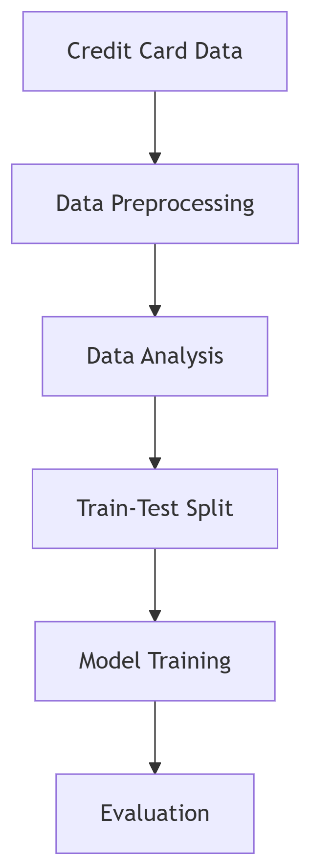 Credit Card Data
Data Preprocessing
Data Analysis
Train-Test Split
Model Training
Evaluation